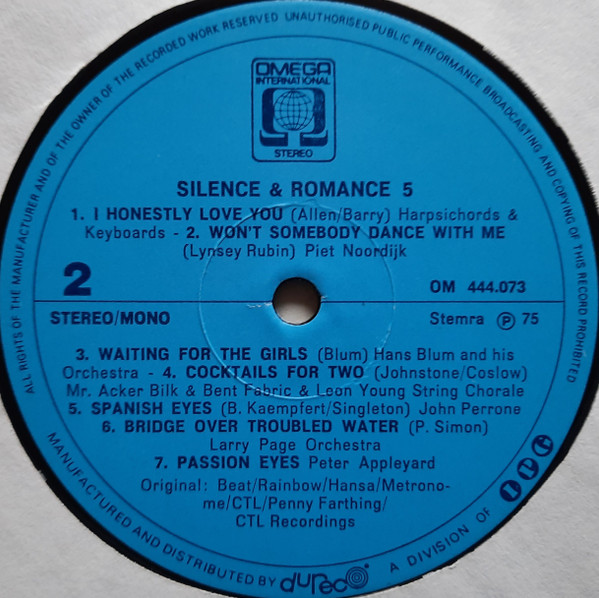 ALL RIGHTS OF THE MANUFACTURER AND OF THE OWNER OF THE RECORDED WORK RESERVED UNAUTHORISED PUBLIC PERFORMANCE BROADCASTING AND COPYING OF THIS RECORD PROHIBITED
OMEGA
INTERNATIONAL
STEREO
SILENCE & ROMANCE 5
1. I HONESTLY LOVE YOU (Allen/Barry) Harpsichords &
Keyboards - 2. WON'T SOMEBODY DANCE WITH ME
(Lynsey Rubin) Piet Noordijk
2
OM 444.073
STEREO/MONO
Stemra Ⓟ 75
3. WAITING FOR THE GIRLS (Blum) Hans Blum and his
Orchestra - 4. COCKTAILS FOR TWO (Johnstone/Coslow)
Mr. Acker Bilk & Bent Fabric & Leon Young String Chorale
5. SPANISH EYES (B. Kaempfert/Singleton) John Perrone
6. BRIDGE OVER TROUBLED WATER (P. Simon)
Larry Page Orchestra
7. PASSION EYES Peter Appleyard
Original: Beat/Rainbow/Hansa/Metrono-
me/CTL/Penny Farthing/
CTL Recordings
MANUFACTURED AND DISTRIBUTED BY dureco A DIVISION OF